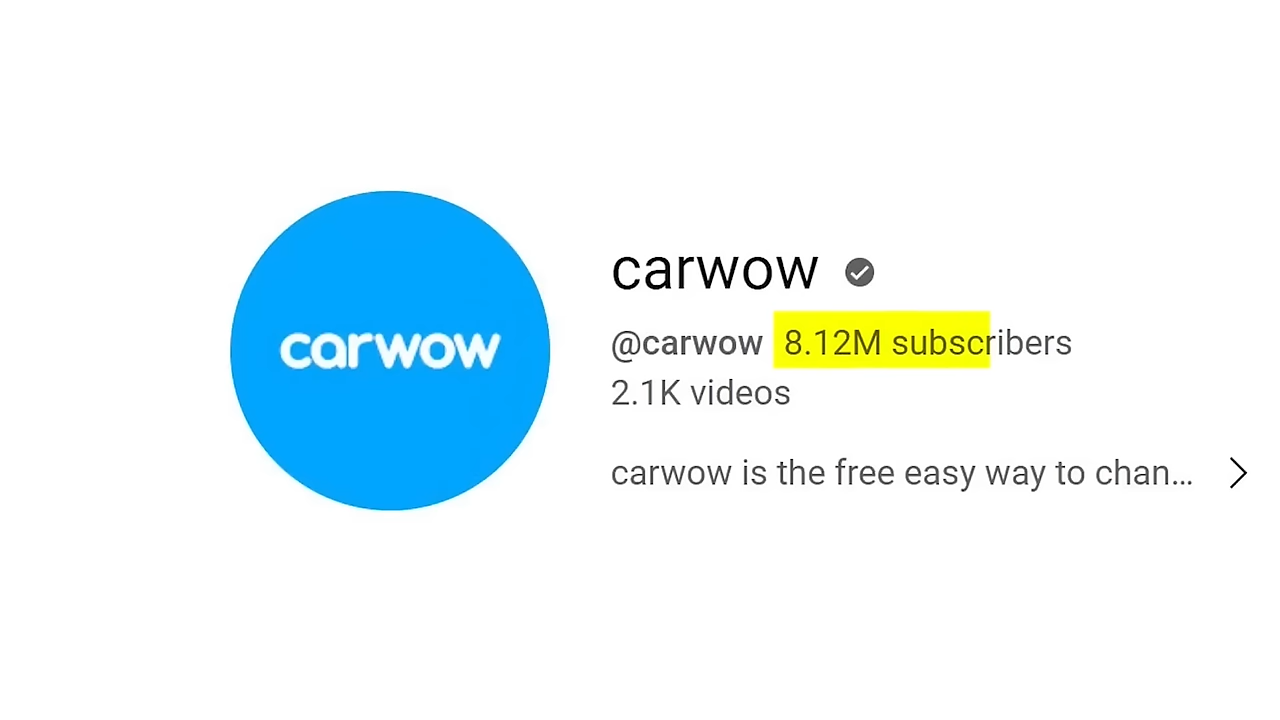 carwow
carwow
@carwow 8.12M subscribers
2.1K videos
carwow is the free easy way to chan...